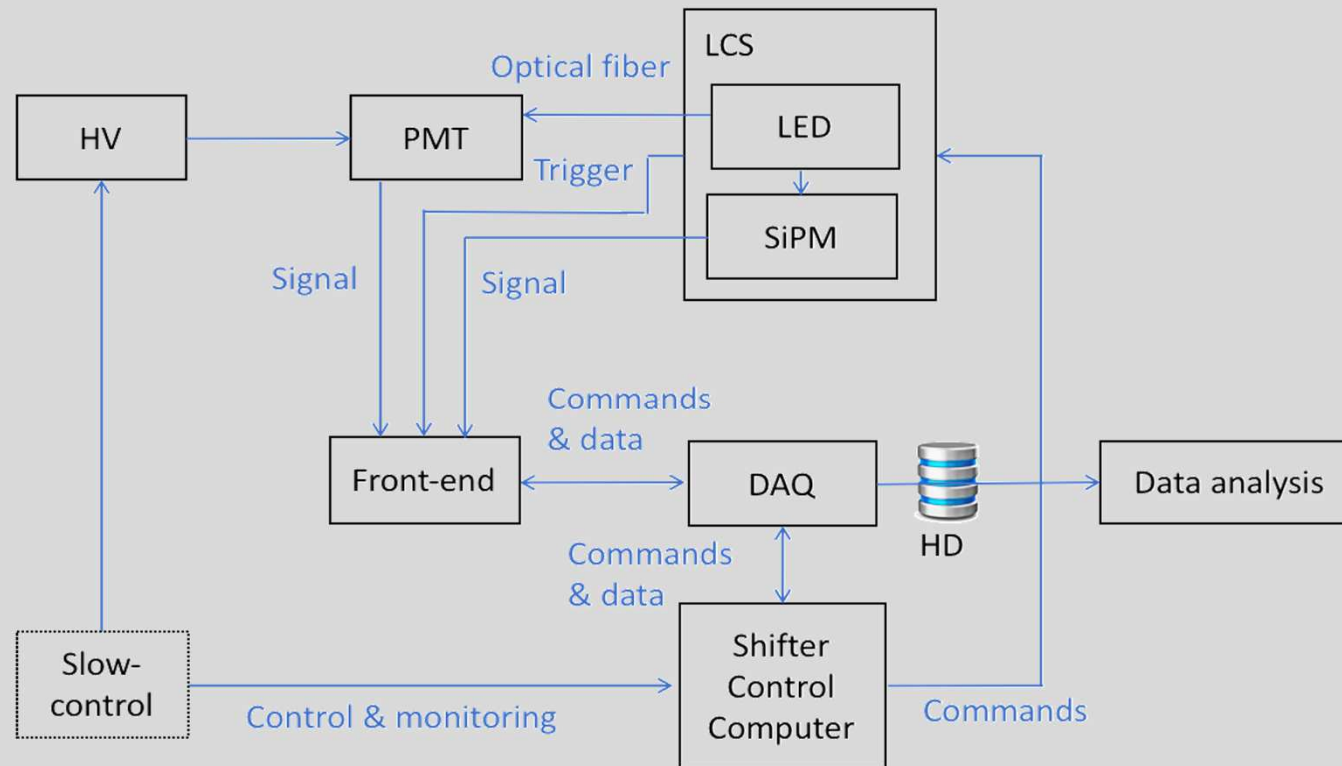 LCS
Optical fiber
HV
PMT
LED
Trigger
SiPM
Signal
Signal
Commands
& data
Front-end
DAQ
Data analysis
HD
Commands
& data
Slow-
control
Shifter
Control
Computer
Control & monitoring
Commands